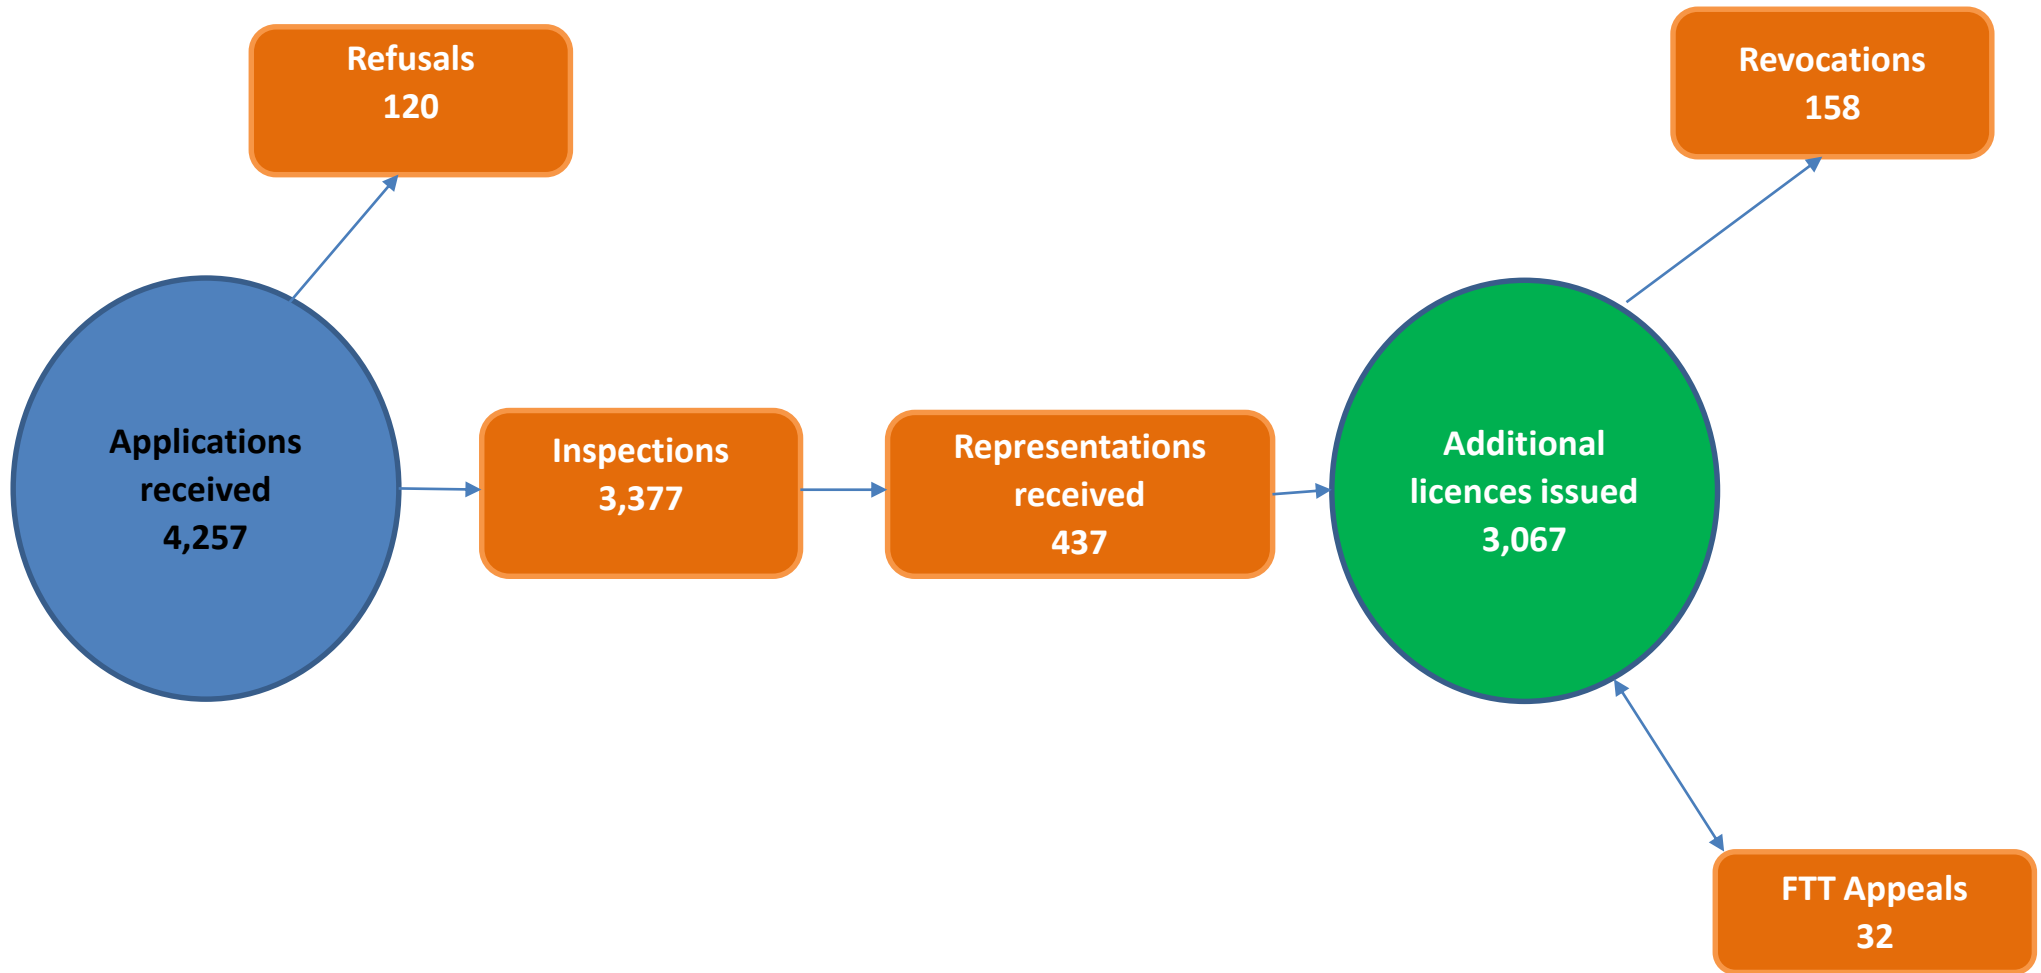 Refusals
120
Revocations
158
Applications
received
4,257
Inspections
3,377
Representations
received
437
Additional
licences issued
3,067
FTT Appeals
32